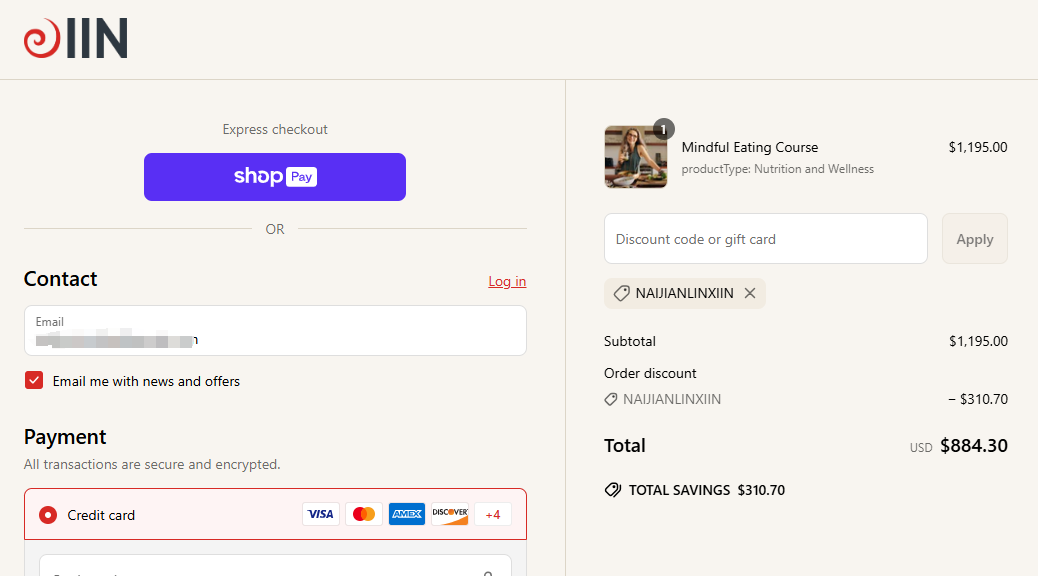 IIN
Express checkout
shop Pay
OR
Contact
Log in
Email
Email me with news and offers
Payment
All transactions are secure and encrypted.
Credit card
VISA
AMEX
DISCOVER
+4
1
Mindful Eating Course
$1,195.00
productType: Nutrition and Wellness
Discount code or gift card
Apply
NAIJIANLINXIIN
Subtotal
$1,195.00
Order discount
NAIJIANLINXIIN
− $310.70
Total
USD $884.30
TOTAL SAVINGS $310.70